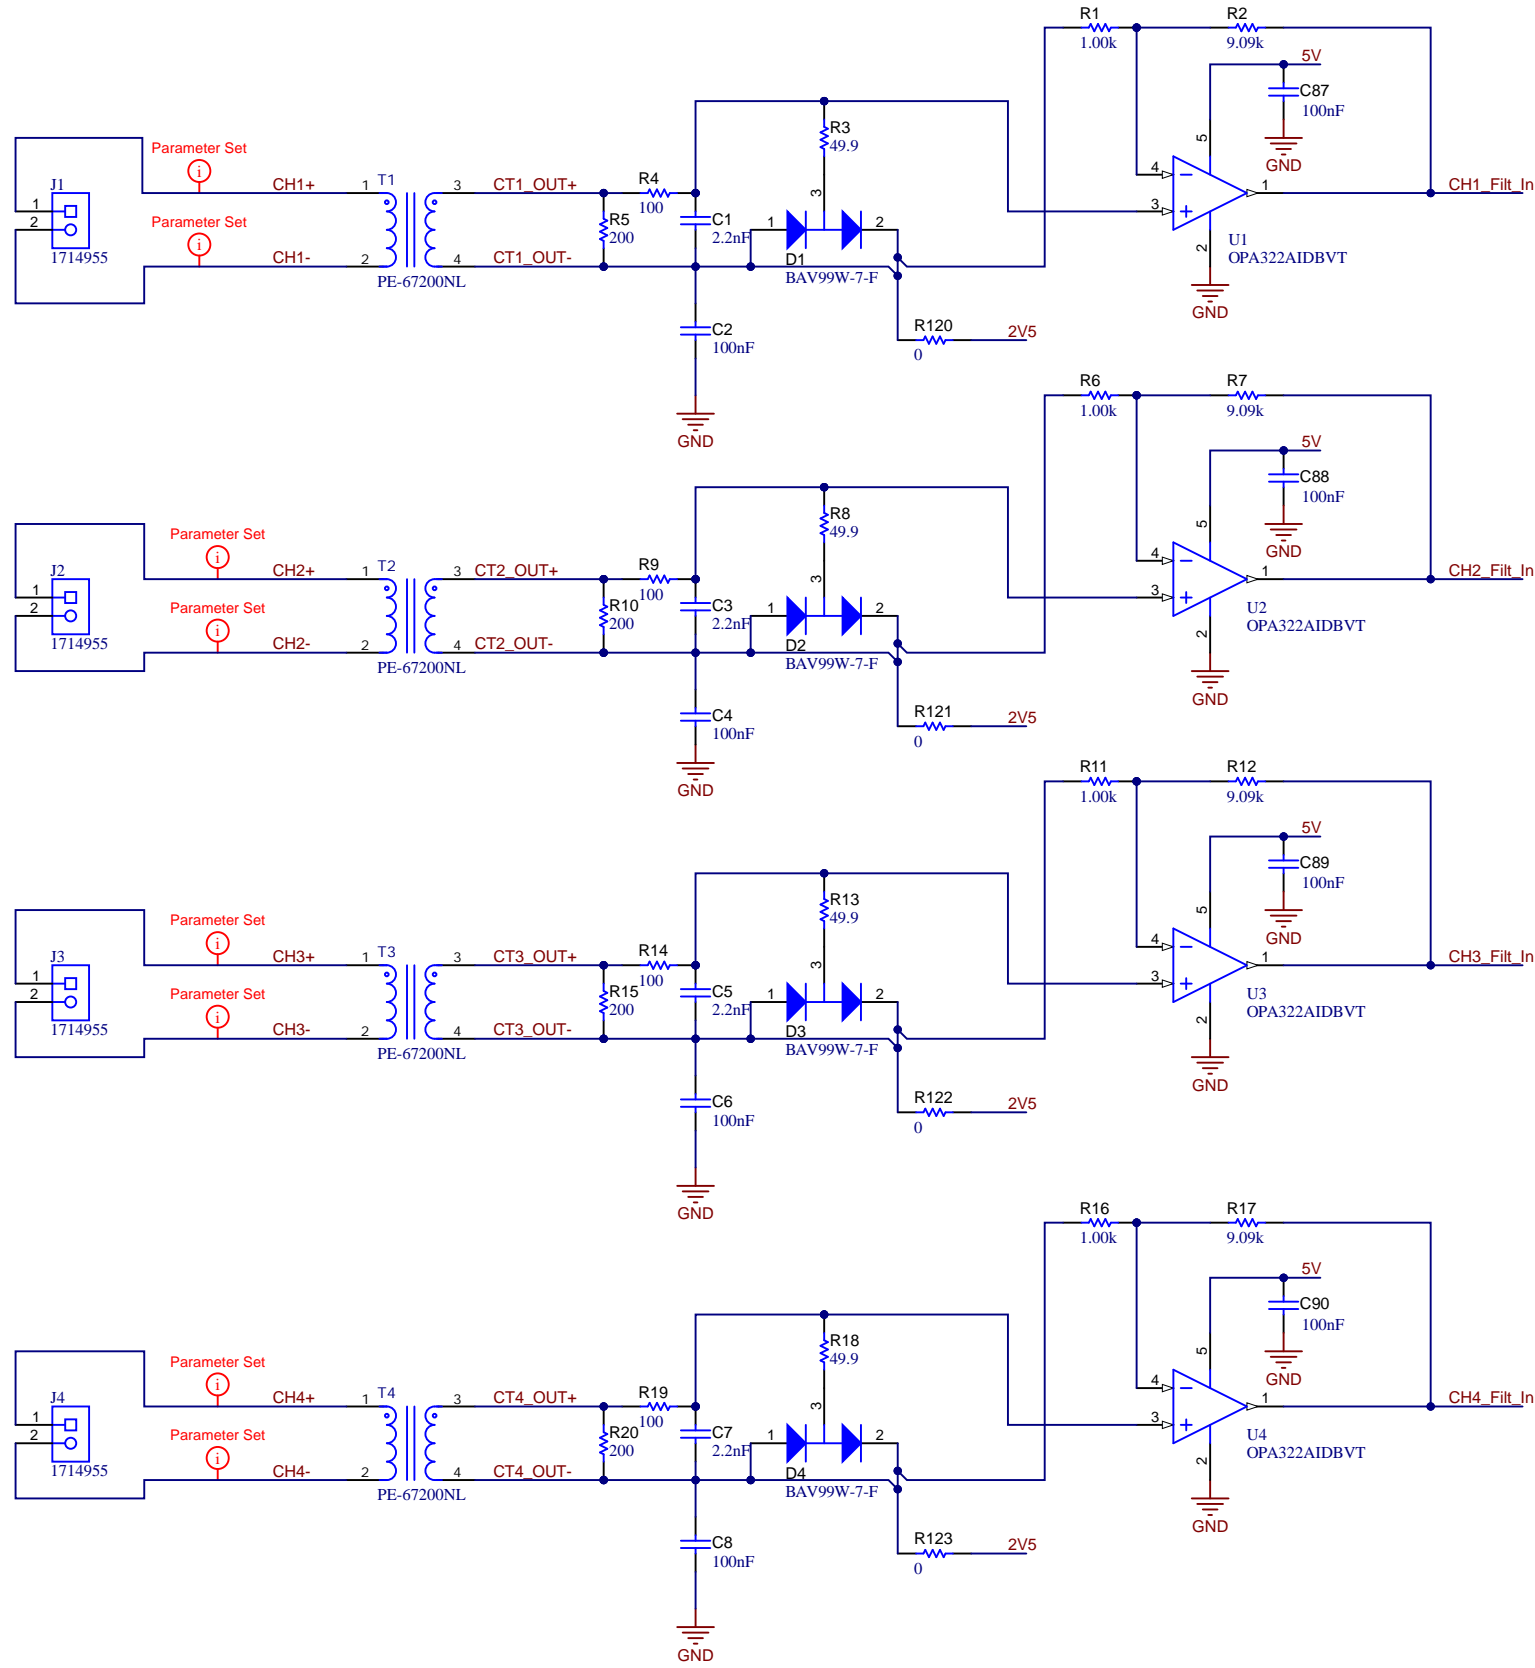 R1
1.00k
R2
9.09k
5V
C87
100nF
GND
R3
49.9
5
Parameter Set
i
J1
1
2
1714955
CH1+
1
T1
3
CT1_OUT+
R4
100
R5
200
C1
2.2nF
1
3
2
D1
BAV99W-7-F
4
3
1
CH1_Filt_In
U1
OPA322AIDBVT
2
GND
Parameter Set
i
CH1-
2
4
CT1_OUT-
PE-67200NL
C2
100nF
GND
R120
0
2V5
R6
1.00k
R7
9.09k
5V
C88
100nF
GND
R8
49.9
5
Parameter Set
i
J2
1
2
1714955
CH2+
1
T2
3
CT2_OUT+
R9
100
R10
200
C3
2.2nF
1
3
2
D2
BAV99W-7-F
4
3
1
CH2_Filt_In
U2
OPA322AIDBVT
2
GND
Parameter Set
i
CH2-
2
4
CT2_OUT-
PE-67200NL
C4
100nF
GND
R121
0
2V5
R11
1.00k
R12
9.09k
5V
C89
100nF
GND
R13
49.9
5
Parameter Set
i
J3
1
2
1714955
CH3+
1
T3
3
CT3_OUT+
R14
100
R15
200
C5
2.2nF
1
3
2
D3
BAV99W-7-F
4
3
1
CH3_Filt_In
U3
OPA322AIDBVT
2
GND
Parameter Set
i
CH3-
2
4
CT3_OUT-
PE-67200NL
C6
100nF
GND
R122
0
2V5
R16
1.00k
R17
9.09k
5V
C90
100nF
GND
R18
49.9
5
Parameter Set
i
J4
1
2
1714955
CH4+
1
T4
3
CT4_OUT+
R19
100
R20
200
C7
2.2nF
1
3
2
D4
BAV99W-7-F
4
3
1
CH4_Filt_In
U4
OPA322AIDBVT
2
GND
Parameter Set
i
CH4-
2
4
CT4_OUT-
PE-67200NL
C8
100nF
GND
R123
0
2V5